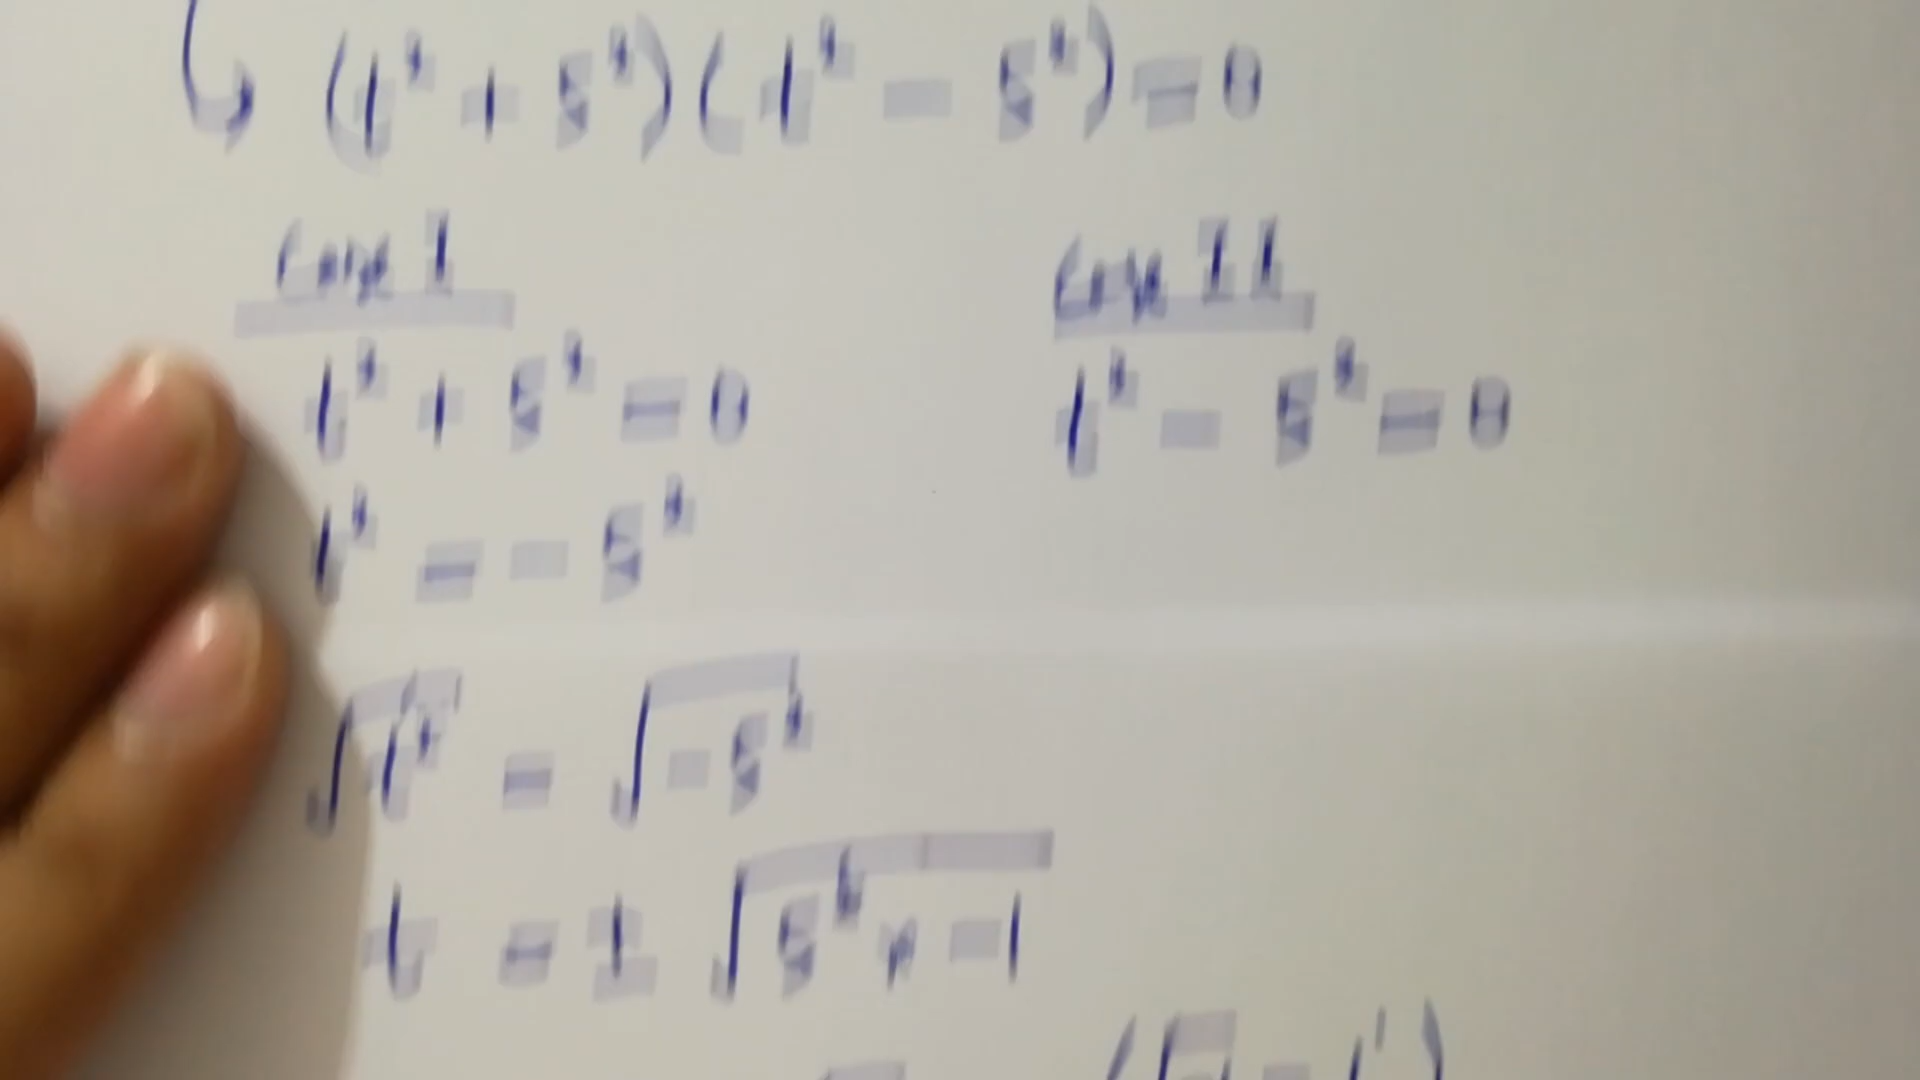 (t² + 5²)(t² - 5²) = 0
Case I
Case II
t² + 5² = 0
t² - 5² = 0
t² = - 5²
√t² = √-5²
t = ± √5² × -1